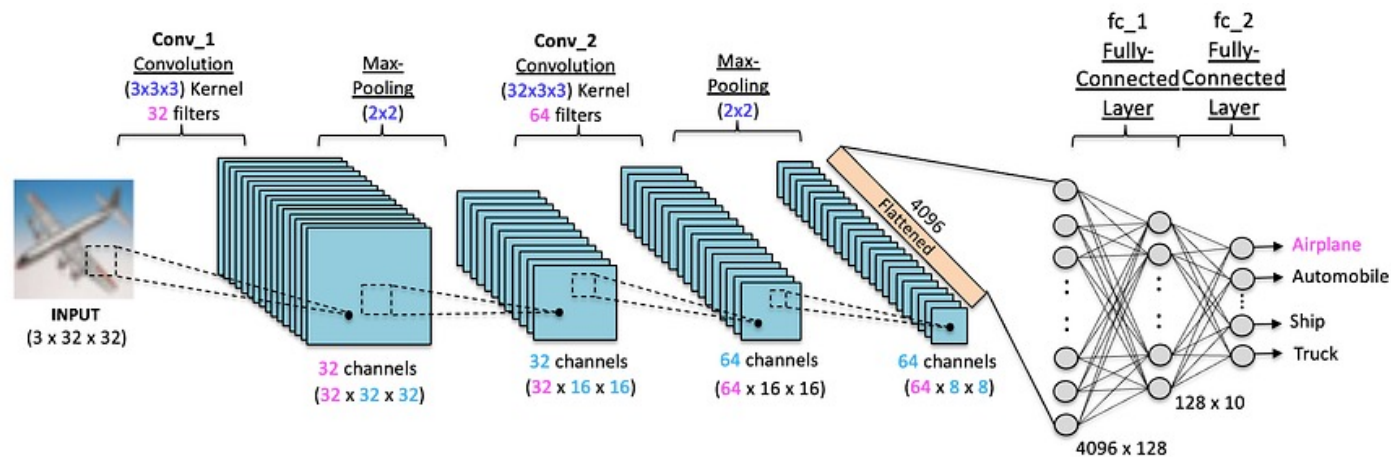 Conv_1
Convolution
(3x3x3) Kernel
32 filters
Max-
Pooling
(2x2)
Conv_2
Convolution
(32x3x3) Kernel
64 filters
Max-
Pooling
(2x2)
fc_1
Fully-
Connected
Layer
fc_2
Fully-
Connected
Layer
INPUT
(3 x 32 x 32)
32 channels
(32 x 32 x 32)
32 channels
(32 x 16 x 16)
64 channels
(64 x 16 x 16)
64 channels
(64 x 8 x 8)
4096
Flattened
4096 x 128
128 x 10
Airplane
Automobile
Ship
Truck